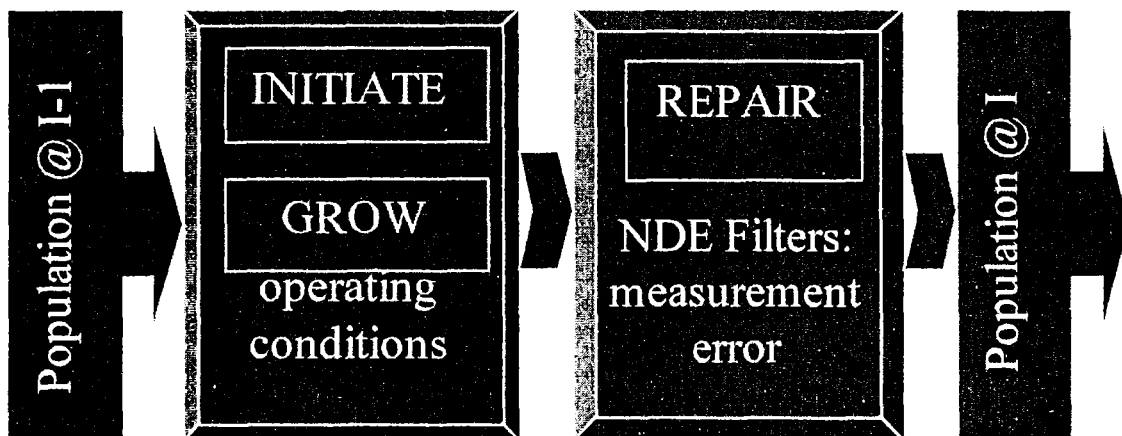 Population @ I-1
INITIATE
GROW
operating
conditions
REPAIR
NDE Filters:
measurement
error
Population @ I